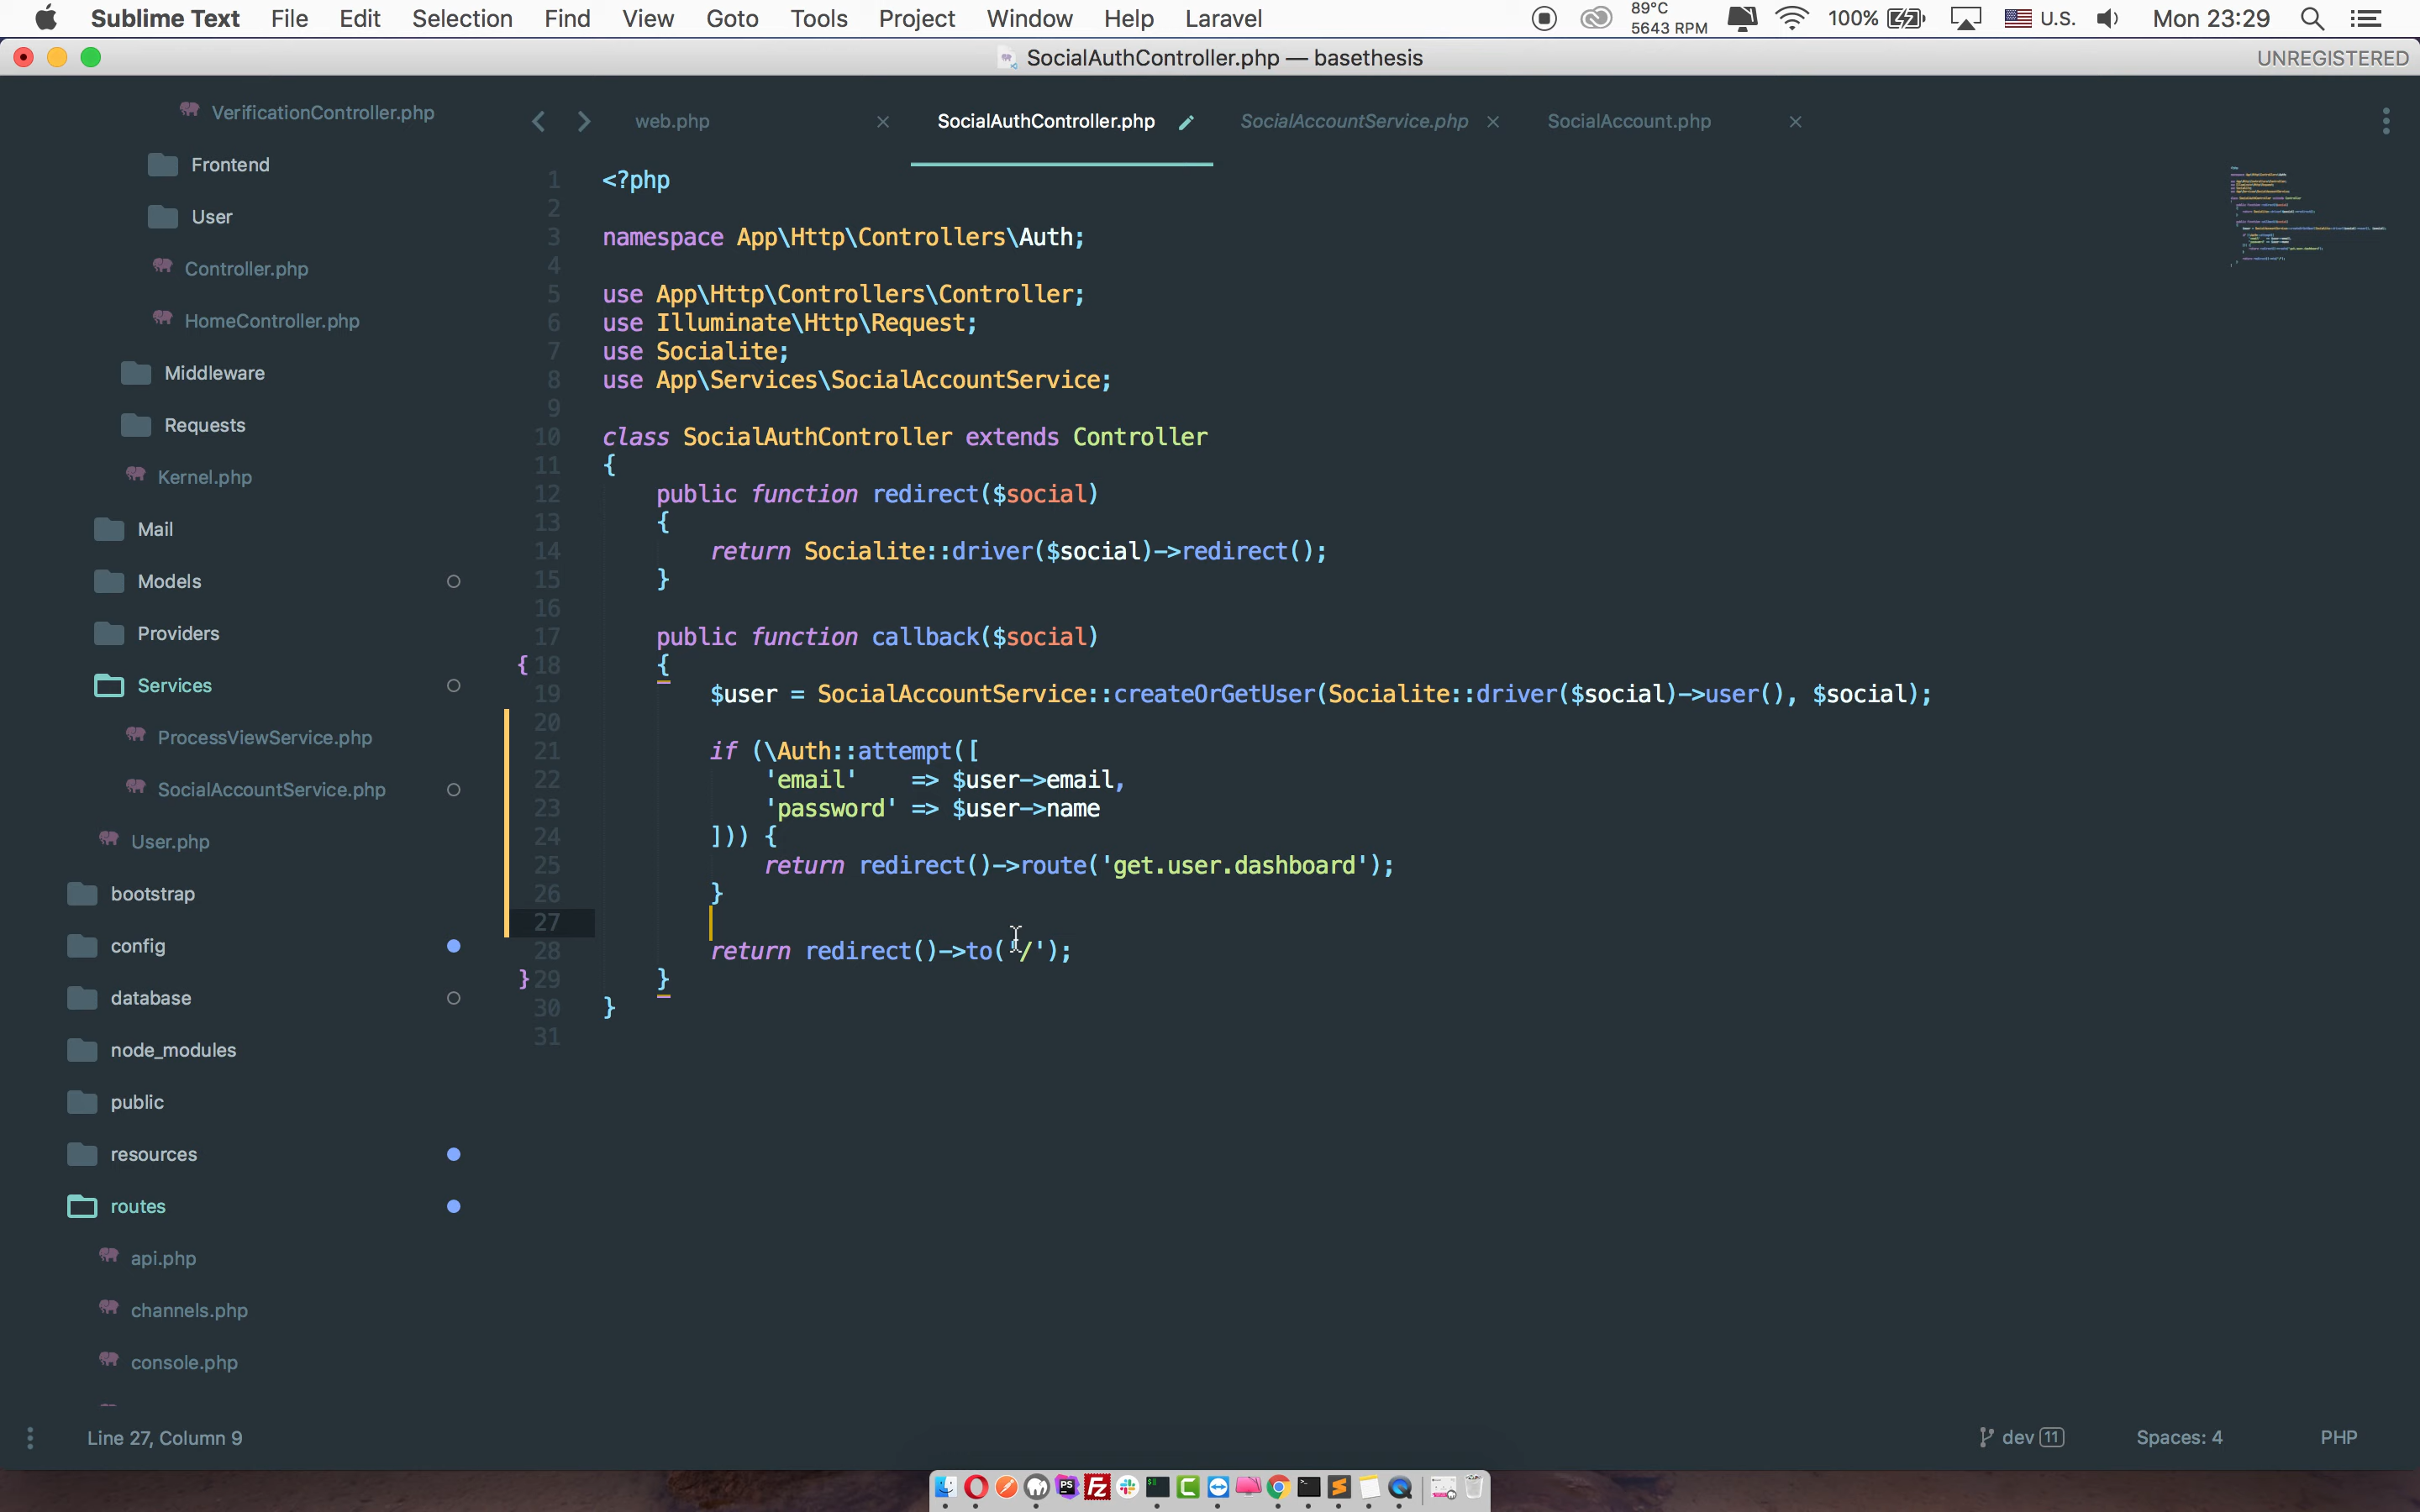 Sublime Text File Edit Selection Find View Goto Tools Project Window Help Laravel
89°C
5643 RPM
100%
U.S.
Mon 23:29
SocialAuthController.php — basethesis
UNREGISTERED
VerificationController.php
Frontend
User
Controller.php
HomeController.php
Middleware
Requests
Kernel.php
Mail
Models
Providers
Services
ProcessViewService.php
SocialAccountService.php
User.php
bootstrap
config
database
node_modules
public
resources
routes
api.php
channels.php
console.php
web.php
SocialAuthController.php
SocialAccountService.php
SocialAccount.php
1 <?php
2
3 namespace App\Http\Controllers\Auth;
4
5 use App\Http\Controllers\Controller;
6 use Illuminate\Http\Request;
7 use Socialite;
8 use App\Services\SocialAccountService;
9
10 class SocialAuthController extends Controller
11 {
12 public function redirect($social)
13 {
14 return Socialite::driver($social)->redirect();
15 }
16
17 public function callback($social)
{ 18 {
19 $user = SocialAccountService::createOrGetUser(Socialite::driver($social)->user(), $social);
20
21 if (\Auth::attempt([
22 'email' => $user->email,
23 'password' => $user->name
24 ])) {
25 return redirect()->route('get.user.dashboard');
26 }
27
28 return redirect()->to('/');
} 29 }
30 }
31
Line 27, Column 9
dev 11
Spaces: 4
PHP